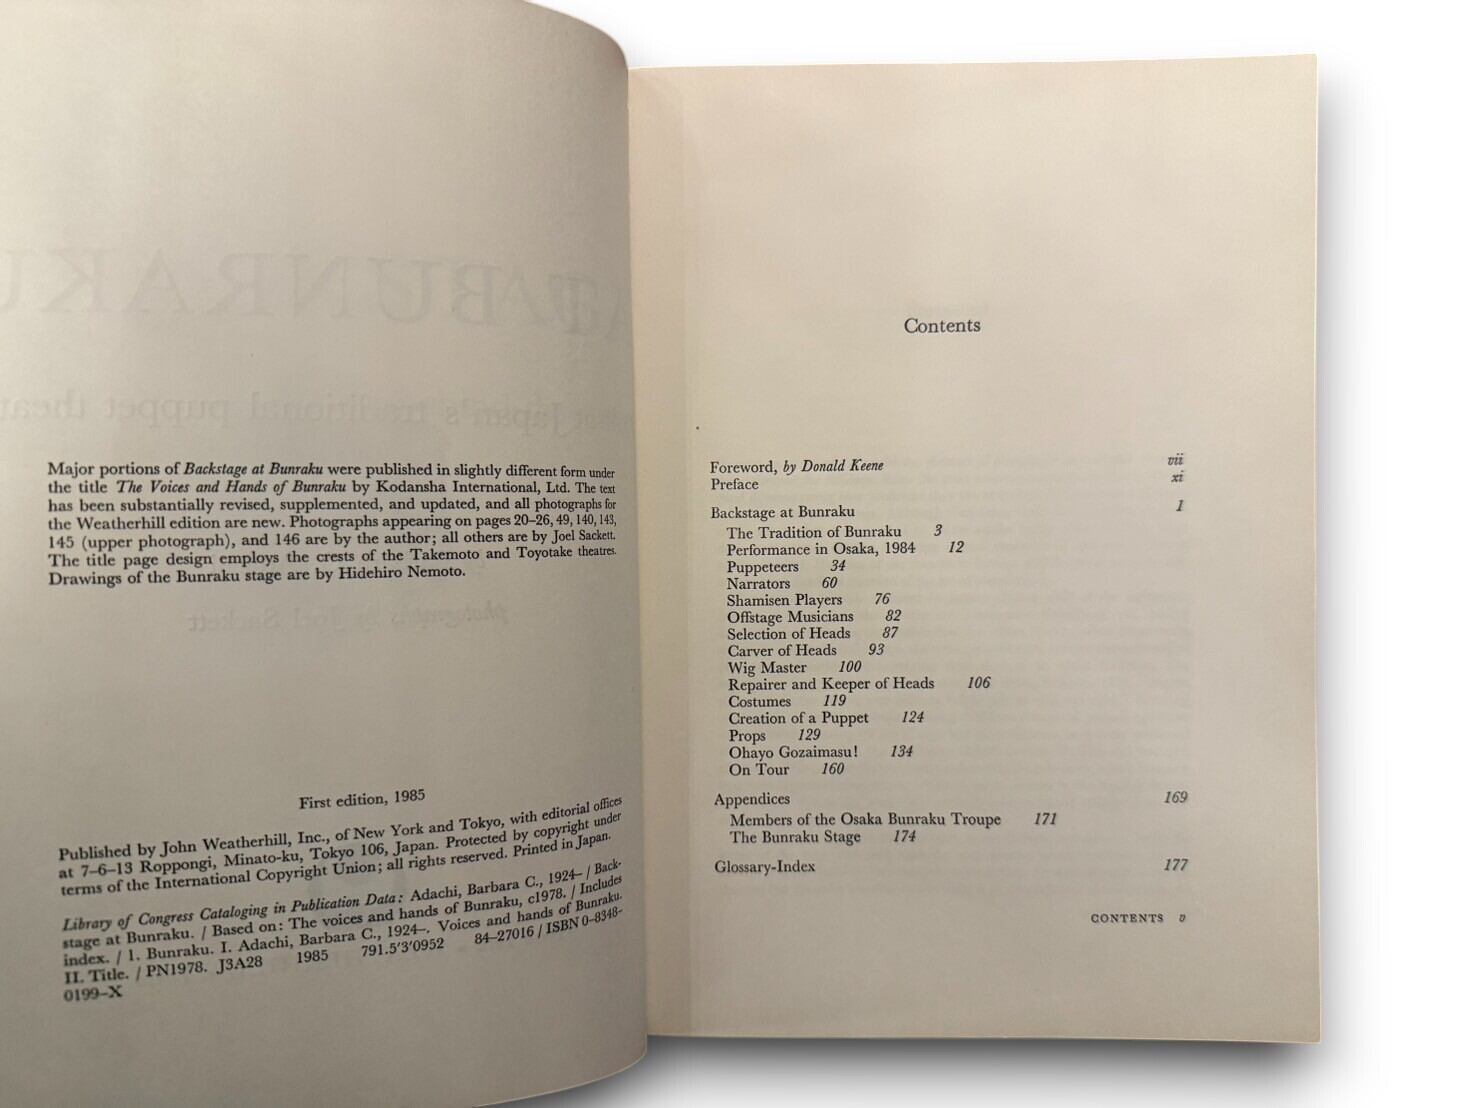 Major portions of Backstage at Bunraku were published in slightly different form under
the title The Voices and Hands of Bunraku by Kodansha International, Ltd. The text
has been substantially revised, supplemented, and updated, and all photographs for
the Weatherhill edition are new. Photographs appearing on pages 20–26, 49, 140, 143,
145 (upper photograph), and 146 are by the author; all others are by Joel Sackett.
The title page design employs the crests of the Takemoto and Toyotake theatres.
Drawings of the Bunraku stage are by Hidehiro Nemoto.
First edition, 1985
Published by John Weatherhill, Inc., of New York and Tokyo, with editorial offices
at 7–6–13 Roppongi, Minato-ku, Tokyo 106, Japan. Protected by copyright under
terms of the International Copyright Union; all rights reserved. Printed in Japan.
Library of Congress Cataloging in Publication Data: Adachi, Barbara C., 1924– / Back-
stage at Bunraku. / Based on: The voices and hands of Bunraku, c1978. / Includes
index. / 1. Bunraku. I. Adachi, Barbara C., 1924–. Voices and hands of Bunraku.
II. Title. / PN1978. J3A28 1985 791.5'3'0952 84–27016 / ISBN 0–8348–
0199–X
Contents
Foreword, by Donald Keene vii
Preface xi
Backstage at Bunraku 1
The Tradition of Bunraku 3
Performance in Osaka, 1984 12
Puppeteers 34
Narrators 60
Shamisen Players 76
Offstage Musicians 82
Selection of Heads 87
Carver of Heads 93
Wig Master 100
Repairer and Keeper of Heads 106
Costumes 119
Creation of a Puppet 124
Props 129
Ohayo Gozaimasu! 134
On Tour 160
Appendices 169
Members of the Osaka Bunraku Troupe 171
The Bunraku Stage 174
Glossary-Index 177
CONTENTS v